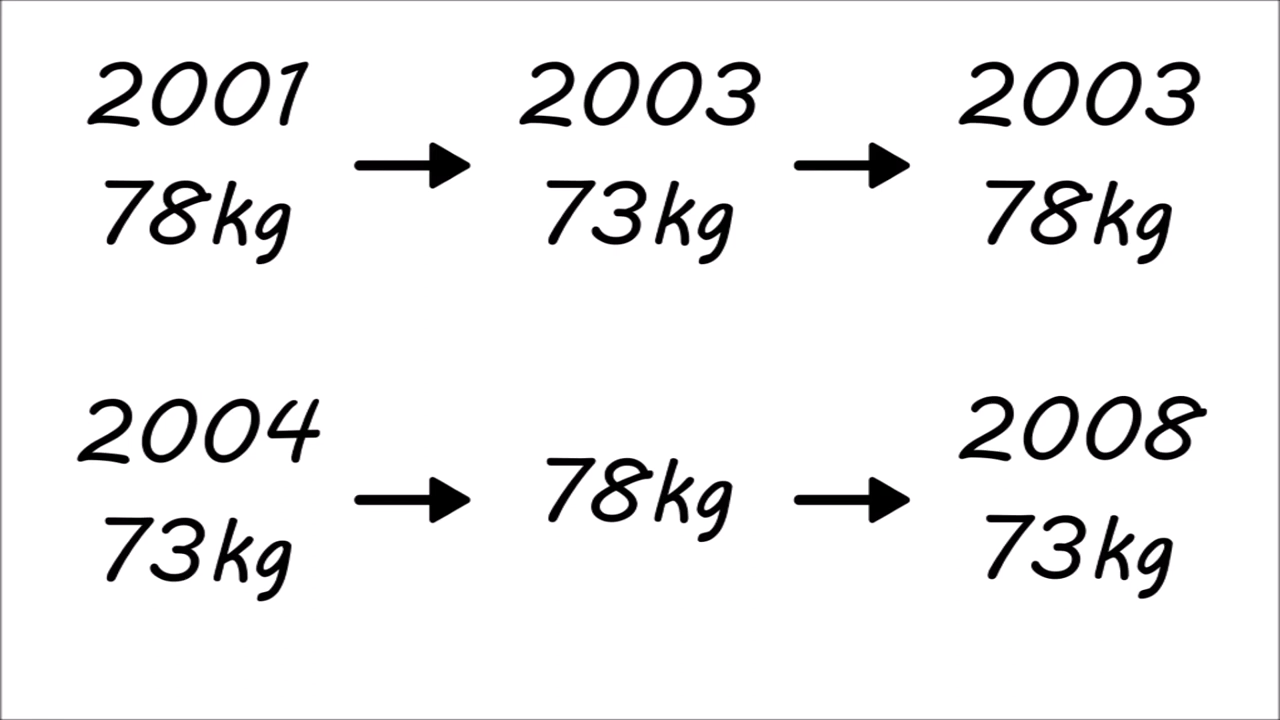 2001 → 2003 → 2003
78kg 73kg 78kg
2004 → 78kg → 2008
73kg 73kg